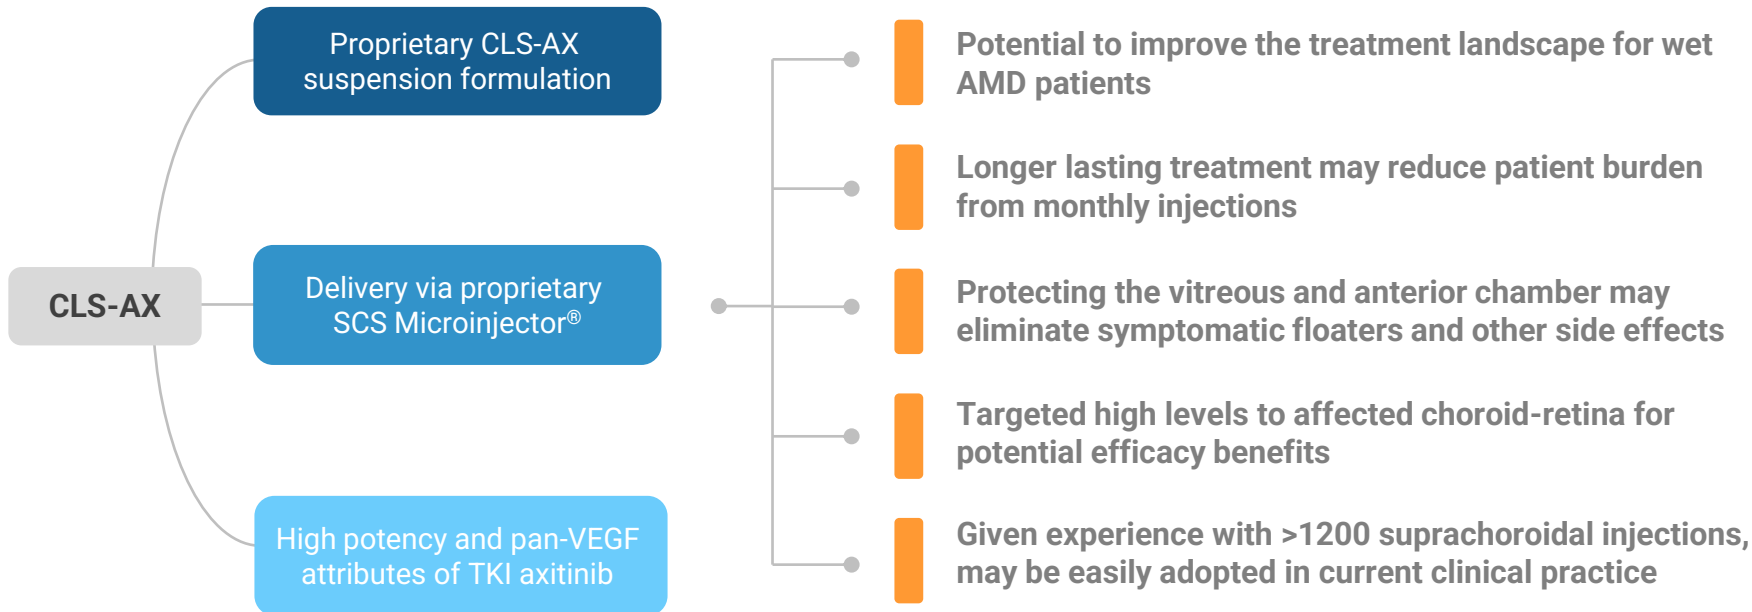 CLS-AX
Proprietary CLS-AX
suspension formulation
Delivery via proprietary
SCS Microinjector®
High potency and pan-VEGF
attributes of TKI axitinib
Potential to improve the treatment landscape for wet
AMD patients
Longer lasting treatment may reduce patient burden
from monthly injections
Protecting the vitreous and anterior chamber may
eliminate symptomatic floaters and other side effects
Targeted high levels to affected choroid-retina for
potential efficacy benefits
Given experience with >1200 suprachoroidal injections,
may be easily adopted in current clinical practice